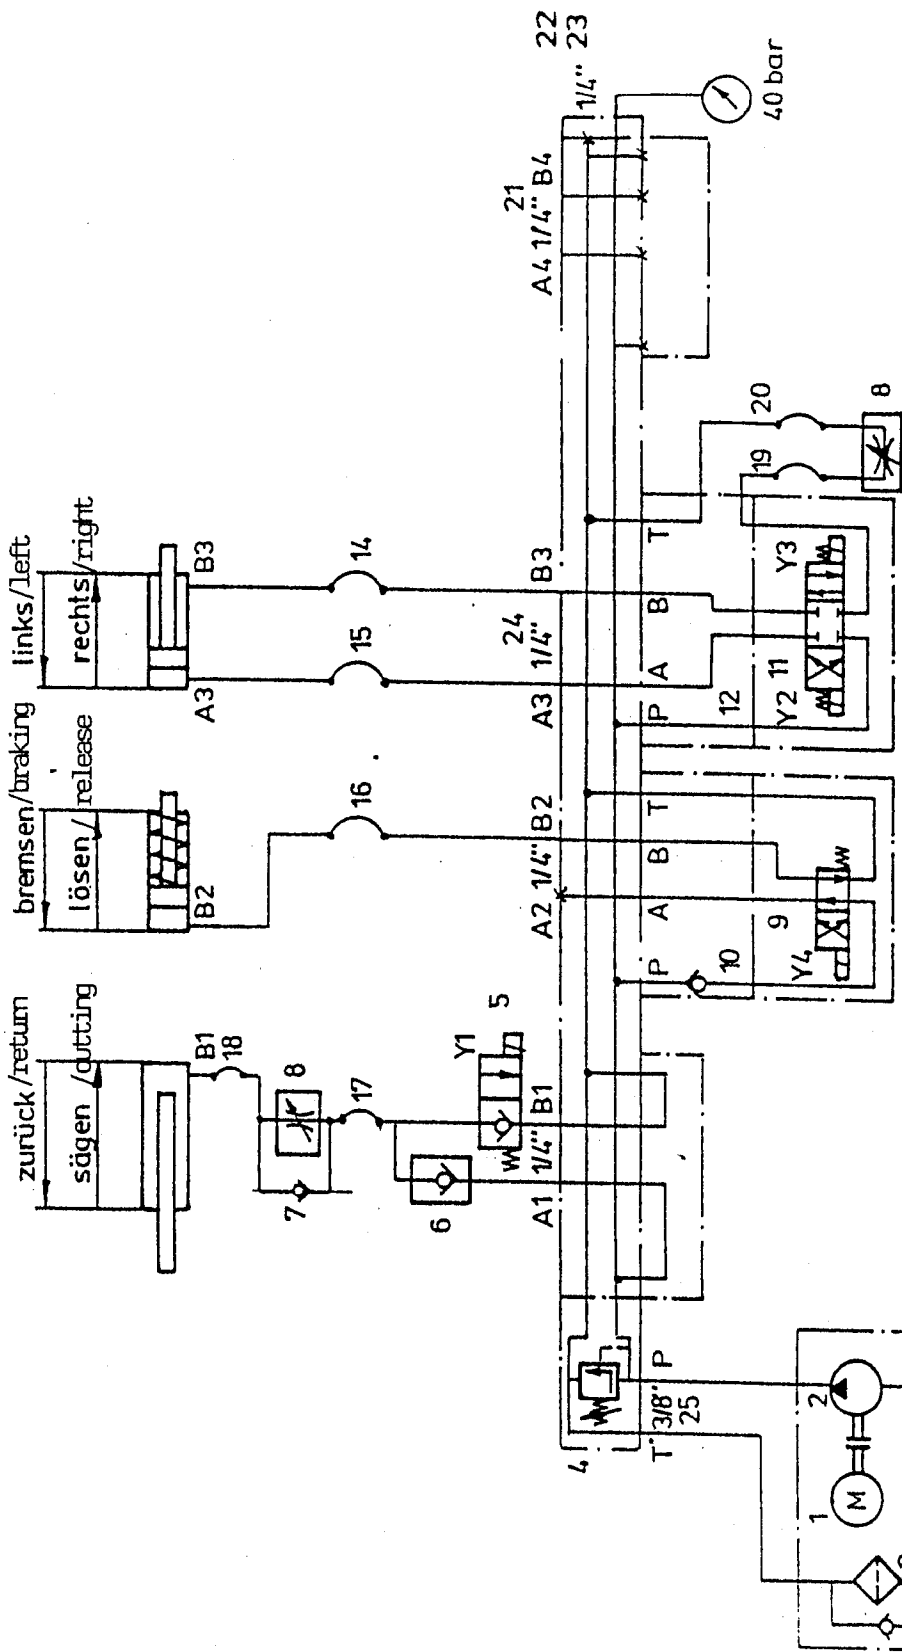 zurück/return
sägen/cutting
bremsen/braking
lösen/release
links/left
rechts/right
B1
B2
A3
B3
18
8
7
17
6
Y1
5
16
15
14
A1 1/4" B1
A2 1/4" B2
24
A3 1/4" B3
21
A4 1/4" B4
22
23
1/4"
40 bar
4
T 3/8" P
25
P A B T
P A B T
10
9
Y4
12
Y2 11 Y3
19
20
8
1
2
M